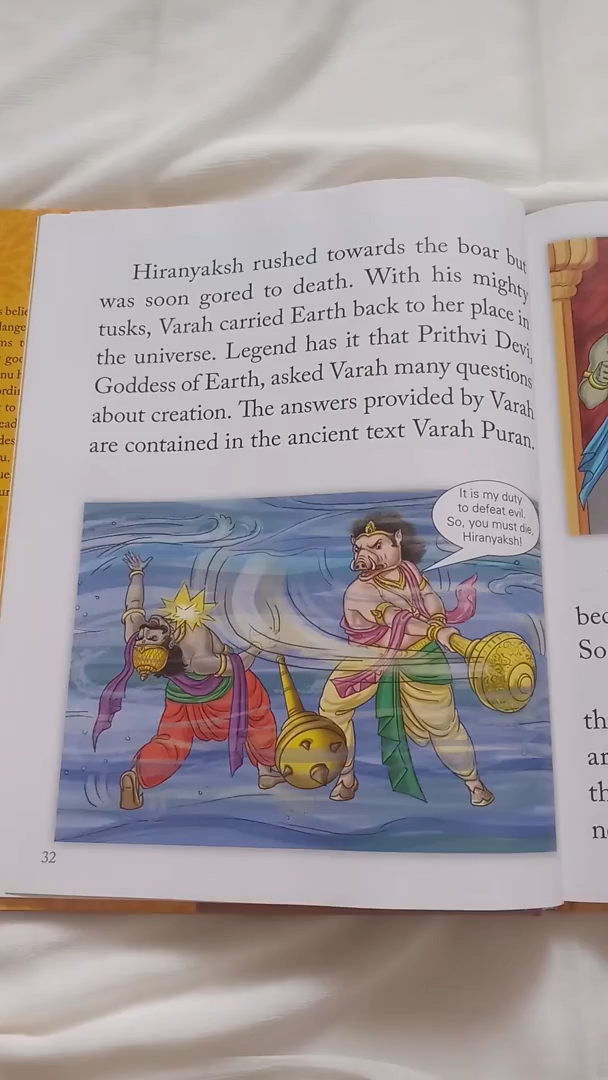 Hiranyaksh rushed towards the boar but
was soon gored to death. With his mighty
tusks, Varah carried Earth back to her place in
the universe. Legend has it that Prithvi Devi,
Goddess of Earth, asked Varah many questions
about creation. The answers provided by Varah
are contained in the ancient text Varah Puran.
It is my duty
to defeat evil.
So, you must die,
Hiranyaksh!
32
So